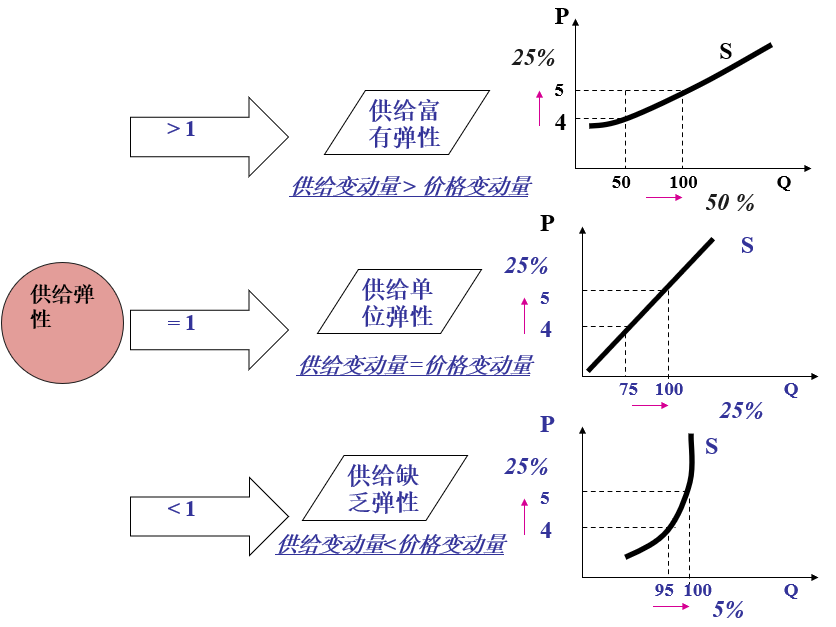 供给弹
性
>1
供给富
有弹性
供给变动量> 价格变动量
P
25%
5
4
S
50
100
Q
50 %
=1
供给单
位弹性
供给变动量=价格变动量
P
25%
5
4
S
75
100
Q
25%
<1
供给缺
乏弹性
供给变动量<价格变动量
P
25%
5
4
S
95
100
Q
5%